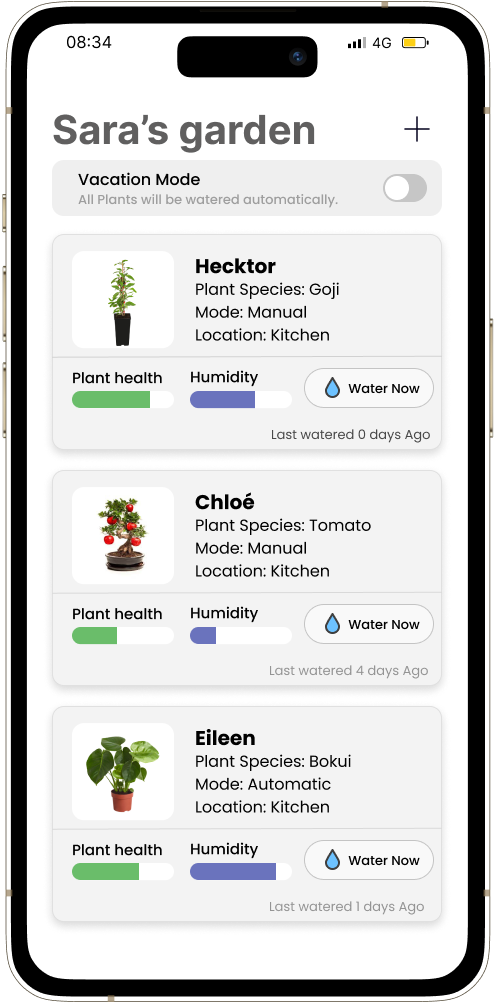 08:34
4G
Sara's garden
Vacation Mode
All Plants will be watered automatically.
Hecktor
Plant Species: Goji
Mode: Manual
Location: Kitchen
Plant health
Humidity
Water Now
Last watered 0 days Ago
Chloé
Plant Species: Tomato
Mode: Manual
Location: Kitchen
Plant health
Humidity
Water Now
Last watered 4 days Ago
Eileen
Plant Species: Bokui
Mode: Automatic
Location: Kitchen
Plant health
Humidity
Water Now
Last watered 1 days Ago